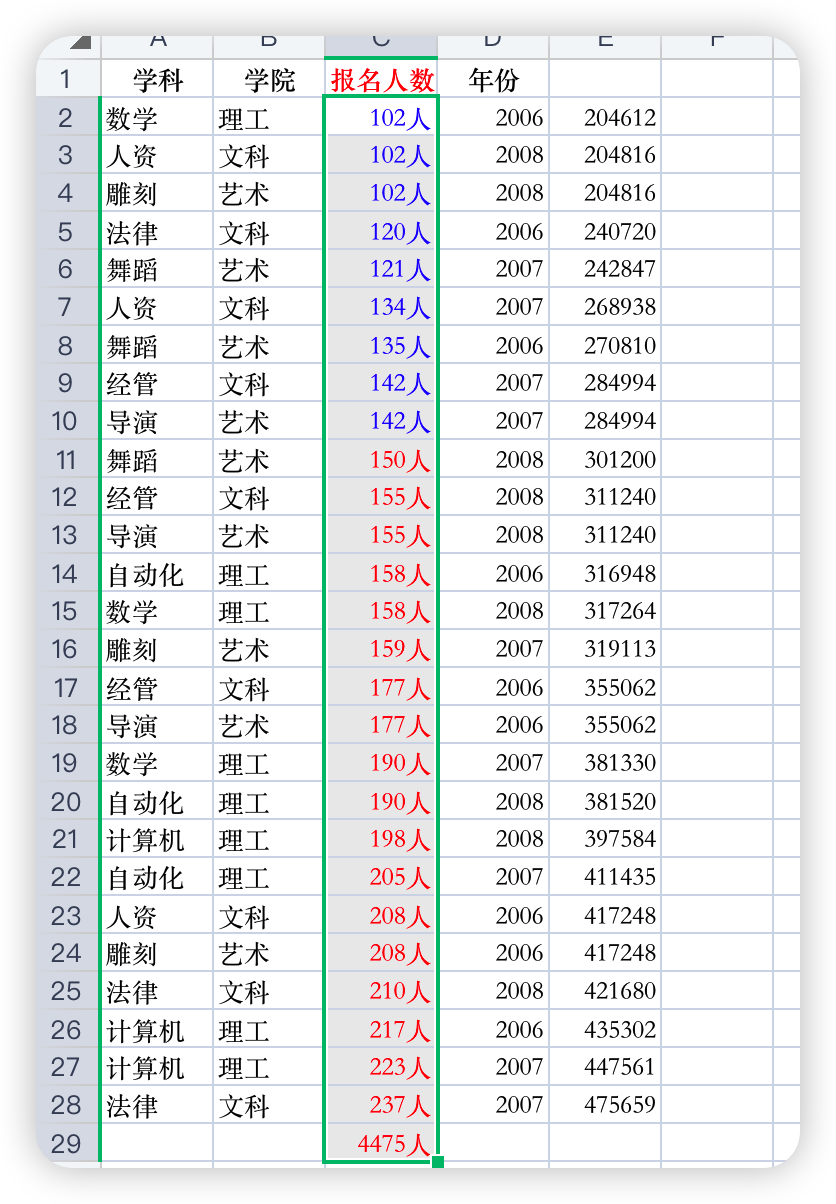 A B C D E F
1 学科 学院 报名人数 年份
2 数学 理工 102人 2006 204612
3 人资 文科 102人 2008 204816
4 雕刻 艺术 102人 2008 204816
5 法律 文科 120人 2006 240720
6 舞蹈 艺术 121人 2007 242847
7 人资 文科 134人 2007 268938
8 舞蹈 艺术 135人 2006 270810
9 经管 文科 142人 2007 284994
10 导演 艺术 142人 2007 284994
11 舞蹈 艺术 150人 2008 301200
12 经管 文科 155人 2008 311240
13 导演 艺术 155人 2008 311240
14 自动化 理工 158人 2006 316948
15 数学 理工 158人 2008 317264
16 雕刻 艺术 159人 2007 319113
17 经管 文科 177人 2006 355062
18 导演 艺术 177人 2006 355062
19 数学 理工 190人 2007 381330
20 自动化 理工 190人 2008 381520
21 计算机 理工 198人 2008 397584
22 自动化 理工 205人 2007 411435
23 人资 文科 208人 2006 417248
24 雕刻 艺术 208人 2006 417248
25 法律 文科 210人 2008 421680
26 计算机 理工 217人 2006 435302
27 计算机 理工 223人 2007 447561
28 法律 文科 237人 2007 475659
29 4475人